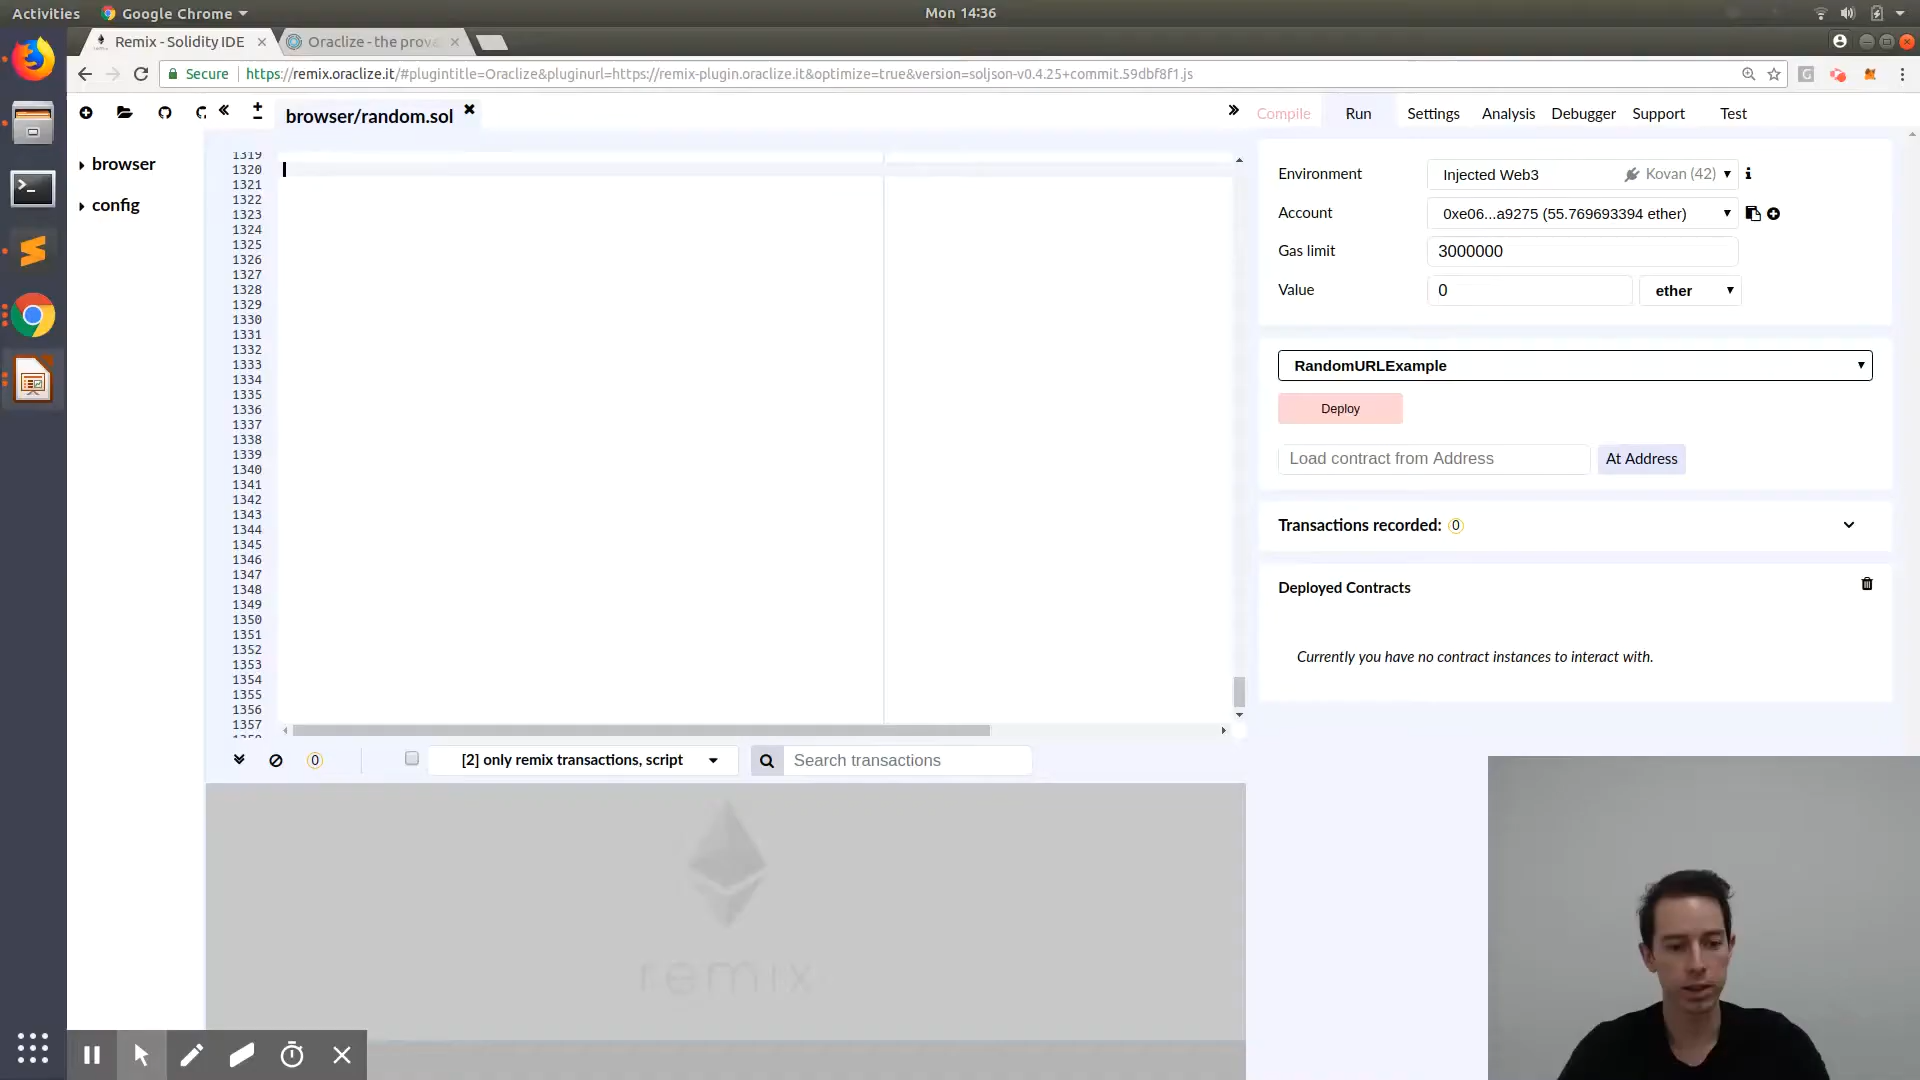 Activities Google Chrome Mon 14:36
Remix - Solidity IDE Oraclize - the prova
Secure https://remix.oraclize.it/#plugintitle=Oraclize&pluginurl=https://remix-plugin.oraclize.it&optimize=true&version=soljson-v0.4.25+commit.59dbf8f1.js
browser/random.sol
Compile Run Settings Analysis Debugger Support Test
browser
config
1319
1320
1321
1322
1323
1324
1325
1326
1327
1328
1329
1330
1331
1332
1333
1334
1335
1336
1337
1338
1339
1340
1341
1342
1343
1344
1345
1346
1347
1348
1349
1350
1351
1352
1353
1354
1355
1356
1357
Environment Injected Web3 Kovan (42)
Account 0xe06...a9275 (55.769693394 ether)
Gas limit 3000000
Value 0 ether
RandomURLExample
Deploy
Load contract from Address At Address
Transactions recorded: 0
Deployed Contracts
Currently you have no contract instances to interact with.
0 [2] only remix transactions, script Search transactions
remix